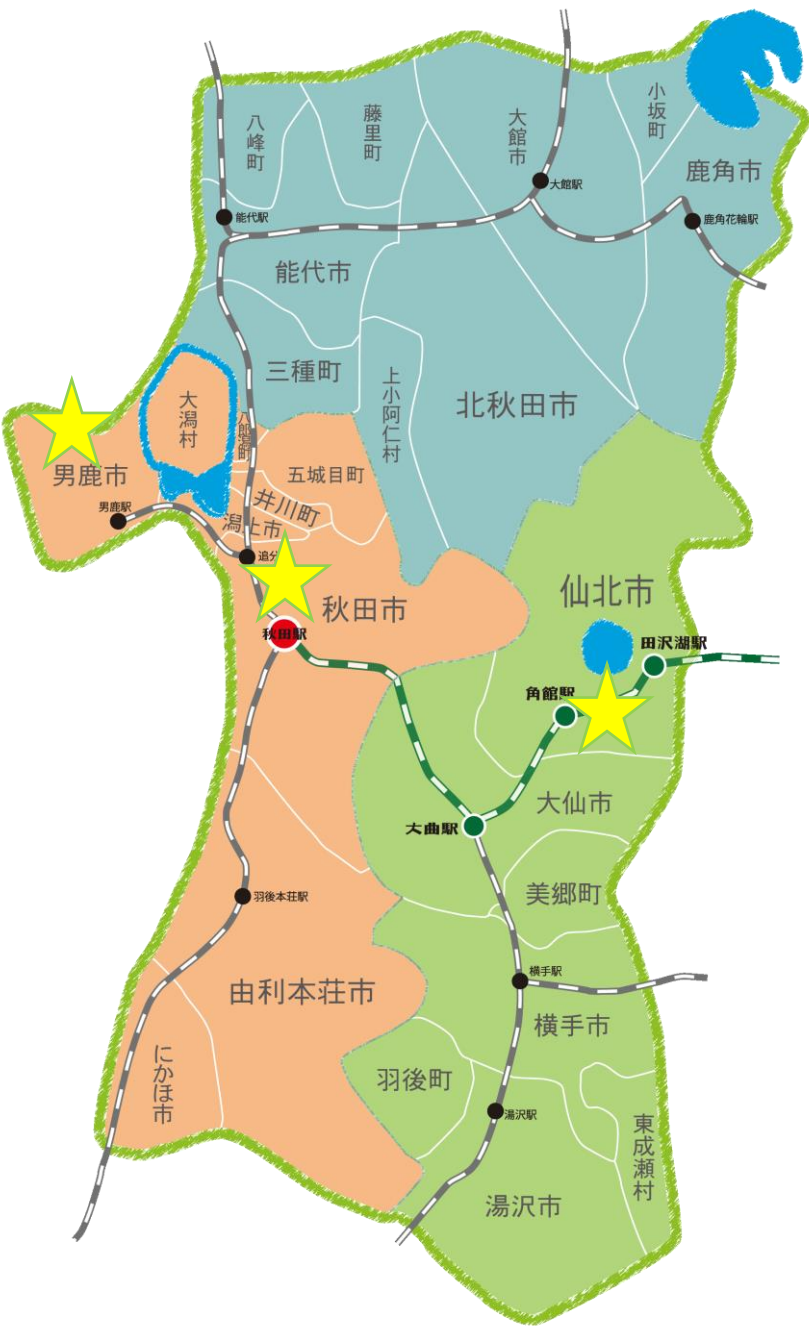 八峰町
藤里町
大館市
小坂町
鹿角市
大館駅
能代駅
鹿角花輪駅
能代市
三種町
上小阿仁村
北秋田市
大潟村
八郎潟町
男鹿市
五城目町
男鹿駅
井川町
潟上市
追分
秋田市
仙北市
秋田駅
田沢湖駅
角館駅
大仙市
大曲駅
美郷町
羽後本荘駅
横手駅
由利本荘市
横手市
にかほ市
羽後町
湯沢駅
東成瀬村
湯沢市